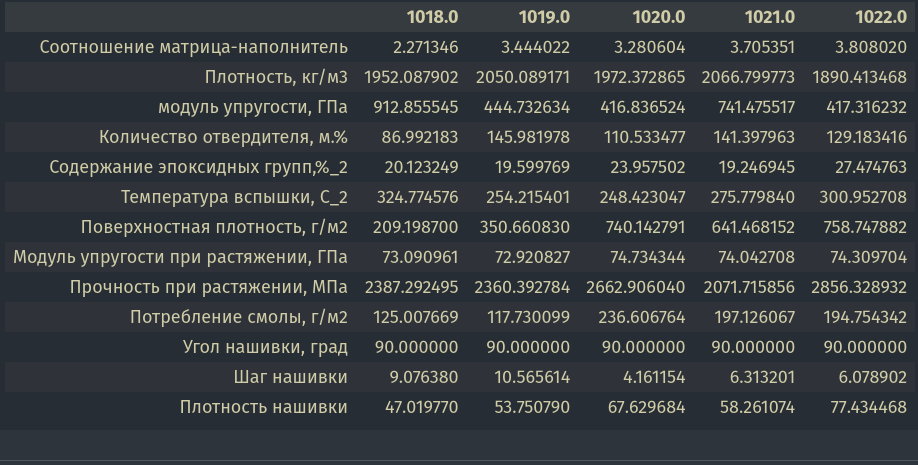 1018.0 1019.0 1020.0 1021.0 1022.0
Соотношение матрица-наполнитель 2.271346 3.444022 3.280604 3.705351 3.808020
Плотность, кг/м3 1952.087902 2050.089171 1972.372865 2066.799773 1890.413468
модуль упругости, ГПа 912.855545 444.732634 416.836524 741.475517 417.316232
Количество отвердителя, м.% 86.992183 145.981978 110.533477 141.397963 129.183416
Содержание эпоксидных групп,%_2 20.123249 19.599769 23.957502 19.246945 27.474763
Температура вспышки, С_2 324.774576 254.215401 248.423047 275.779840 300.952708
Поверхностная плотность, г/м2 209.198700 350.660830 740.142791 641.468152 758.747882
Модуль упругости при растяжении, ГПа 73.090961 72.920827 74.734344 74.042708 74.309704
Прочность при растяжении, МПа 2387.292495 2360.392784 2662.906040 2071.715856 2856.328932
Потребление смолы, г/м2 125.007669 117.730099 236.606764 197.126067 194.754342
Угол нашивки, град 90.000000 90.000000 90.000000 90.000000 90.000000
Шаг нашивки 9.076380 10.565614 4.161154 6.313201 6.078902
Плотность нашивки 47.019770 53.750790 67.629684 58.261074 77.434468